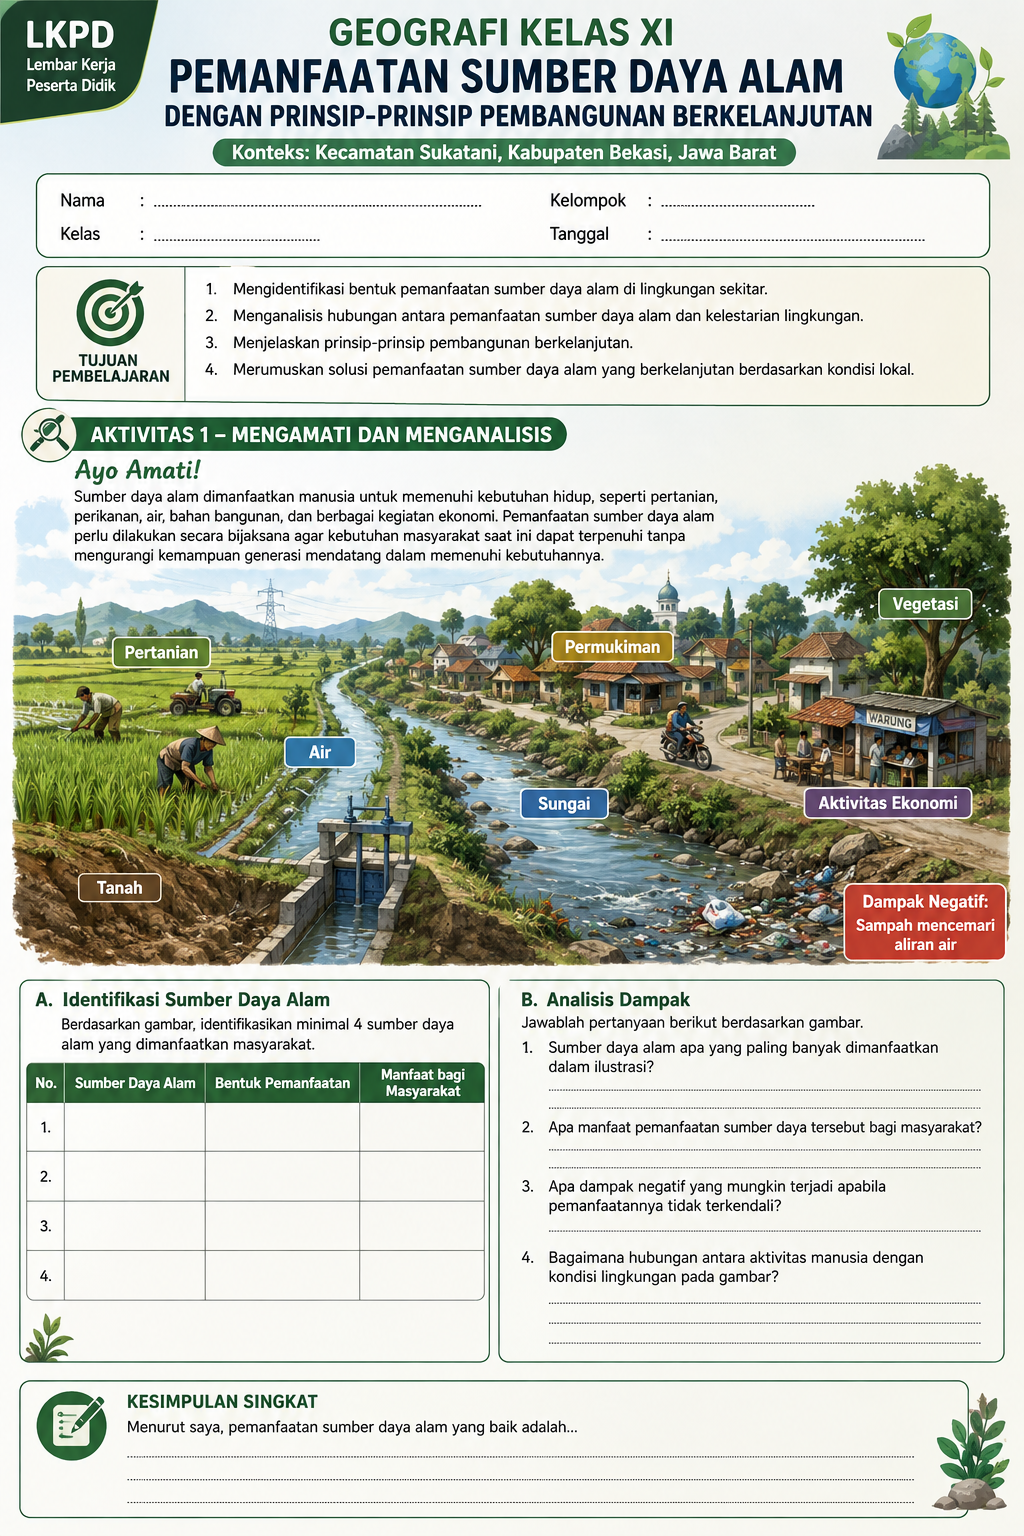 LKPD
Lembar Kerja
Peserta Didik
GEOGRAFI KELAS XI
PEMANFAATAN SUMBER DAYA ALAM
DENGAN PRINSIP-PRINSIP PEMBANGUNAN BERKELANJUTAN
Konteks: Kecamatan Sukatani, Kabupaten Bekasi, Jawa Barat
Nama : ........................................ Kelompok : ....................
Kelas : .................... Tanggal : ........................................
TUJUAN
PEMBELAJARAN
1. Mengidentifikasi bentuk pemanfaatan sumber daya alam di lingkungan sekitar.
2. Menganalisis hubungan antara pemanfaatan sumber daya alam dan kelestarian lingkungan.
3. Menjelaskan prinsip-prinsip pembangunan berkelanjutan.
4. Merumuskan solusi pemanfaatan sumber daya alam yang berkelanjutan berdasarkan kondisi lokal.
AKTIVITAS 1 – MENGAMATI DAN MENGANALISIS
Ayo Amati!
Sumber daya alam dimanfaatkan manusia untuk memenuhi kebutuhan hidup, seperti pertanian,
perikanan, air, bahan bangunan, dan berbagai kegiatan ekonomi. Pemanfaatan sumber daya alam
perlu dilakukan secara bijaksana agar kebutuhan masyarakat saat ini dapat terpenuhi tanpa
mengurangi kemampuan generasi mendatang dalam memenuhi kebutuhannya.
Vegetasi
Pertanian
Permukiman
WARUNG
Air
Sungai
Aktivitas Ekonomi
Tanah
Dampak Negatif:
Sampah mencemari
aliran air
A. Identifikasi Sumber Daya Alam
Berdasarkan gambar, identifikasikan minimal 4 sumber daya
alam yang dimanfaatkan masyarakat.
No. Sumber Daya Alam Bentuk Pemanfaatan Manfaat bagi
Masyarakat
1.
2.
3.
4.
B. Analisis Dampak
Jawablah pertanyaan berikut berdasarkan gambar.
1. Sumber daya alam apa yang paling banyak dimanfaatkan
dalam ilustrasi?
2. Apa manfaat pemanfaatan sumber daya tersebut bagi masyarakat?
3. Apa dampak negatif yang mungkin terjadi apabila
pemanfaatannya tidak terkendali?
4. Bagaimana hubungan antara aktivitas manusia dengan
kondisi lingkungan pada gambar?
KESIMPULAN SINGKAT
Menurut saya, pemanfaatan sumber daya alam yang baik adalah...